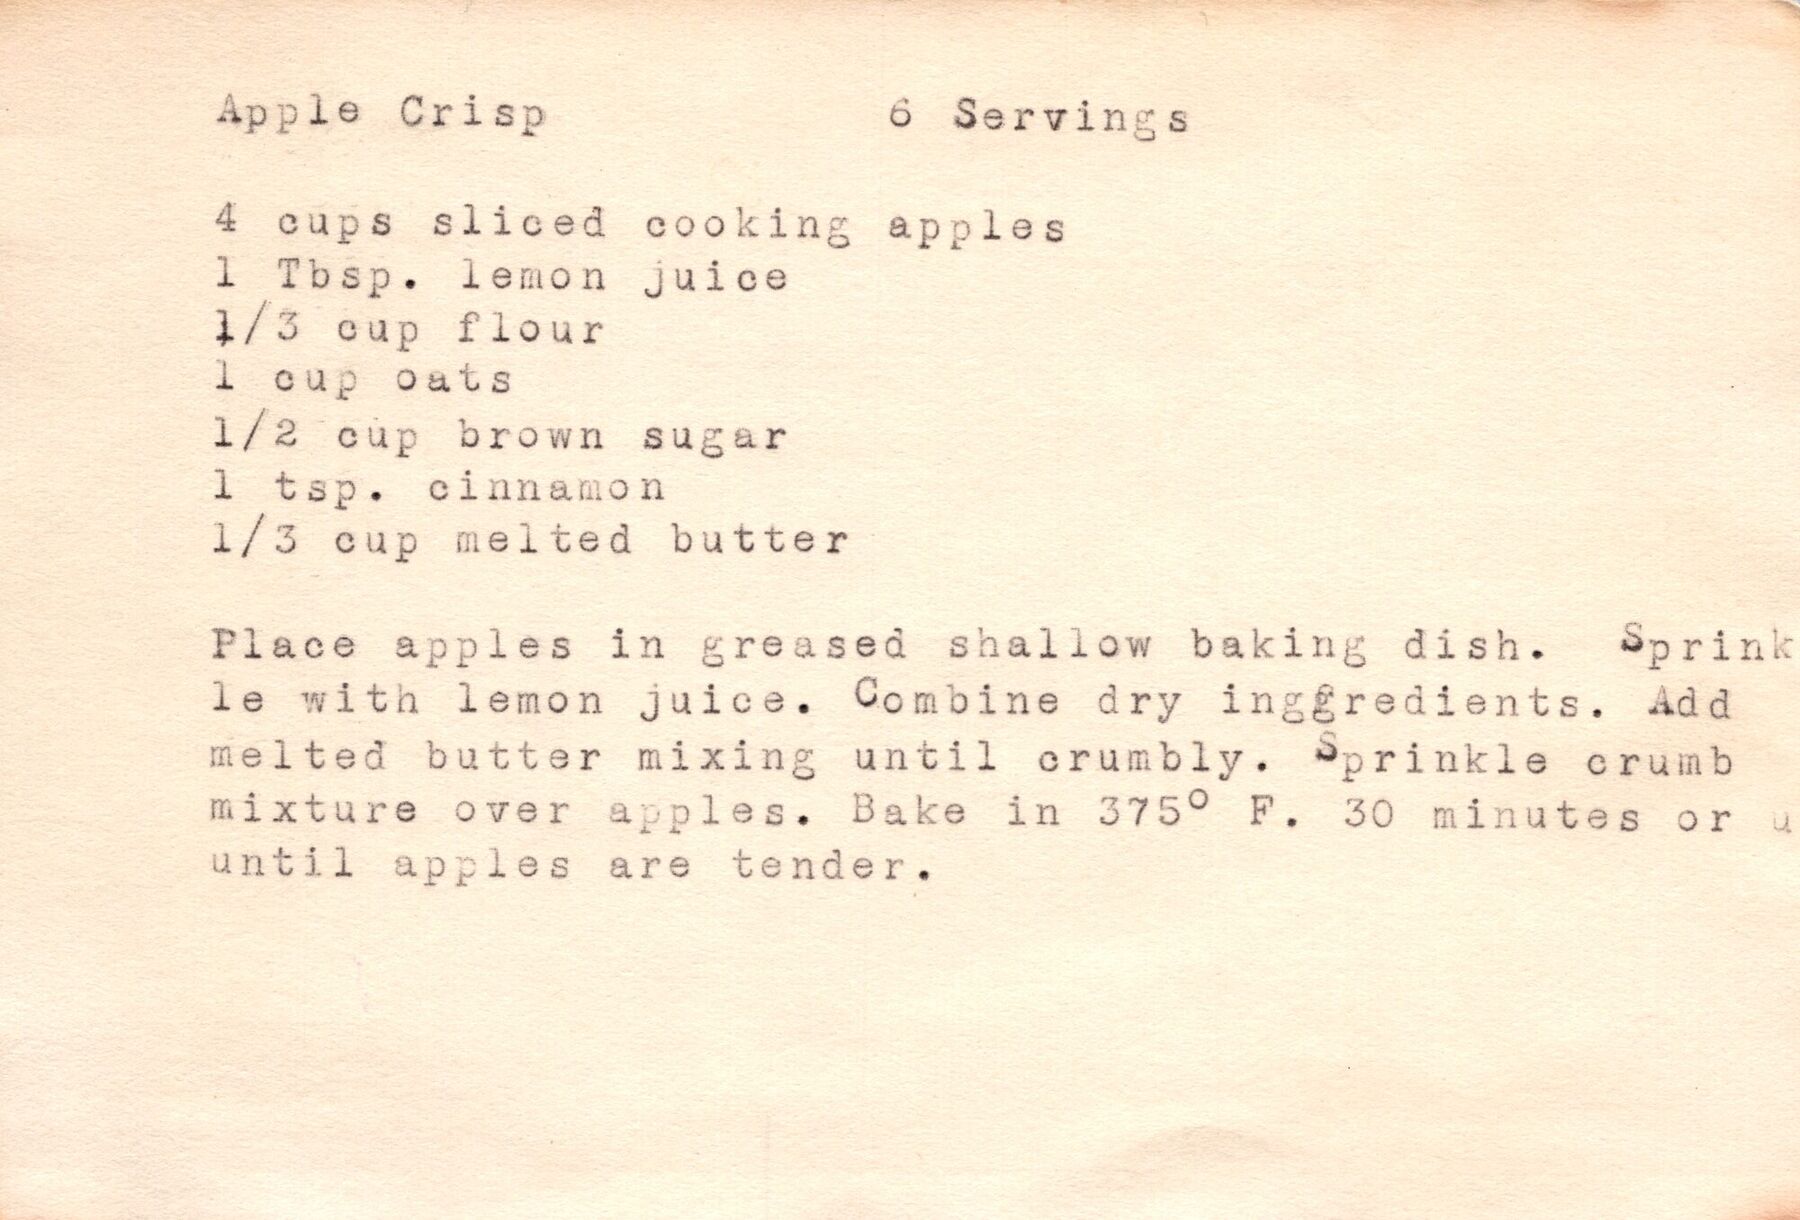 Apple Crisp 6 Servings
4 cups sliced cooking apples
1 Tbsp. lemon juice
1/3 cup flour
1 cup oats
1/2 cup brown sugar
1 tsp. cinnamon
1/3 cup melted butter
Place apples in greased shallow baking dish. Sprink
le with lemon juice. Combine dry inggredients. Add
melted butter mixing until crumbly. Sprinkle crumb
mixture over apples. Bake in 375° F. 30 minutes or u
until apples are tender.